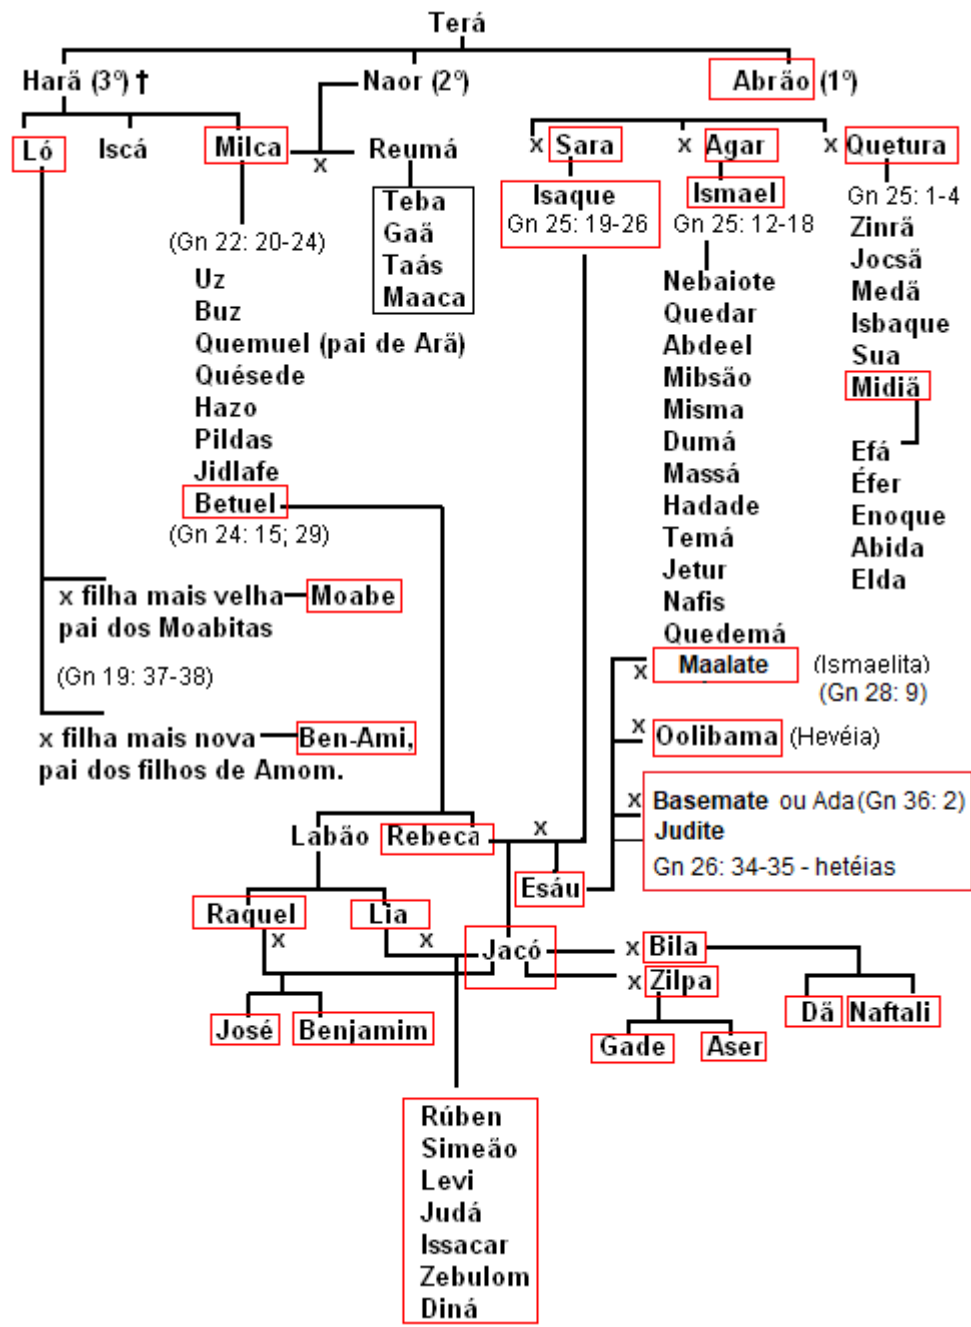 Terá
Harã (3º) †
Naor (2º)
Abrão (1º)
Ló
Iscá
Milca
x
Reumá
x Sara
x Agar
x Quetura
Teba
Gaã
Taás
Maaca
Isaque
Gn 25: 19-26
Ismael
Gn 25: 12-18
Gn 25: 1-4
Zinrã
Jocsã
Medã
Isbaque
Sua
Midiã
Efá
Éfer
Enoque
Abida
Elda
(Gn 22: 20-24)
Uz
Buz
Quemuel (pai de Arã)
Quésede
Hazo
Pildas
Jidlafe
Betuel
(Gn 24: 15; 29)
Nebaiote
Quedar
Abdeel
Mibsão
Misma
Dumá
Massá
Hadade
Temá
Jetur
Nafis
Quedemá
x filha mais velha Moabe
pai dos Moabitas
(Gn 19: 37-38)
x filha mais nova Ben-Ami,
pai dos filhos de Amom.
x Maalate (Ismaelita)
(Gn 28: 9)
x Oolibama (Hevéia)
x Basemate ou Ada(Gn 36: 2)
Judite
Gn 26: 34-35 - hetéias
Labão
Rebeca
x
Esáu
Raquel
Lia
x
x
Jacó
x Bila
x Zilpa
José
Benjamim
Dã
Naftali
Gade
Aser
Rúben
Simeão
Levi
Judá
Issacar
Zebulom
Diná